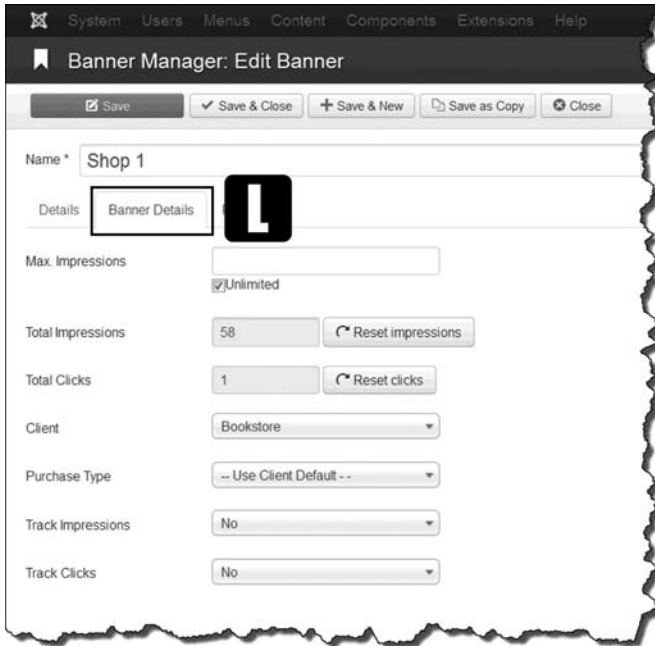 System Users Menus Content Components Extensions Help
Banner Manager: Edit Banner
Save Save & Close Save & New Save as Copy Close
Name * Shop 1
Details Banner Details L
Max. Impressions
Unlimited
Total Impressions 58 Reset impressions
Total Clicks 1 Reset clicks
Client Bookstore
Purchase Type -- Use Client Default - -
Track Impressions No
Track Clicks No